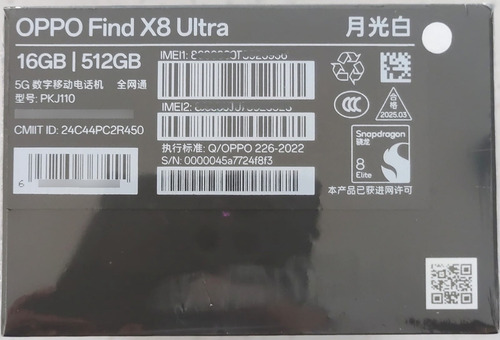 OPPO Find X8 Ultra
月光白
16GB | 512GB
5G 数字移动电话机 全网通
型号: PKJ110
CMIIT ID: 24C44PC2R450
6
IMEI1:
IMEI2:
执行标准: Q/OPPO 226-2022
S/N: 0000045a7724f8f3
CCC
合格
2025.03
Snapdragon
骁龙
8
Elite
本产品已获进网许可